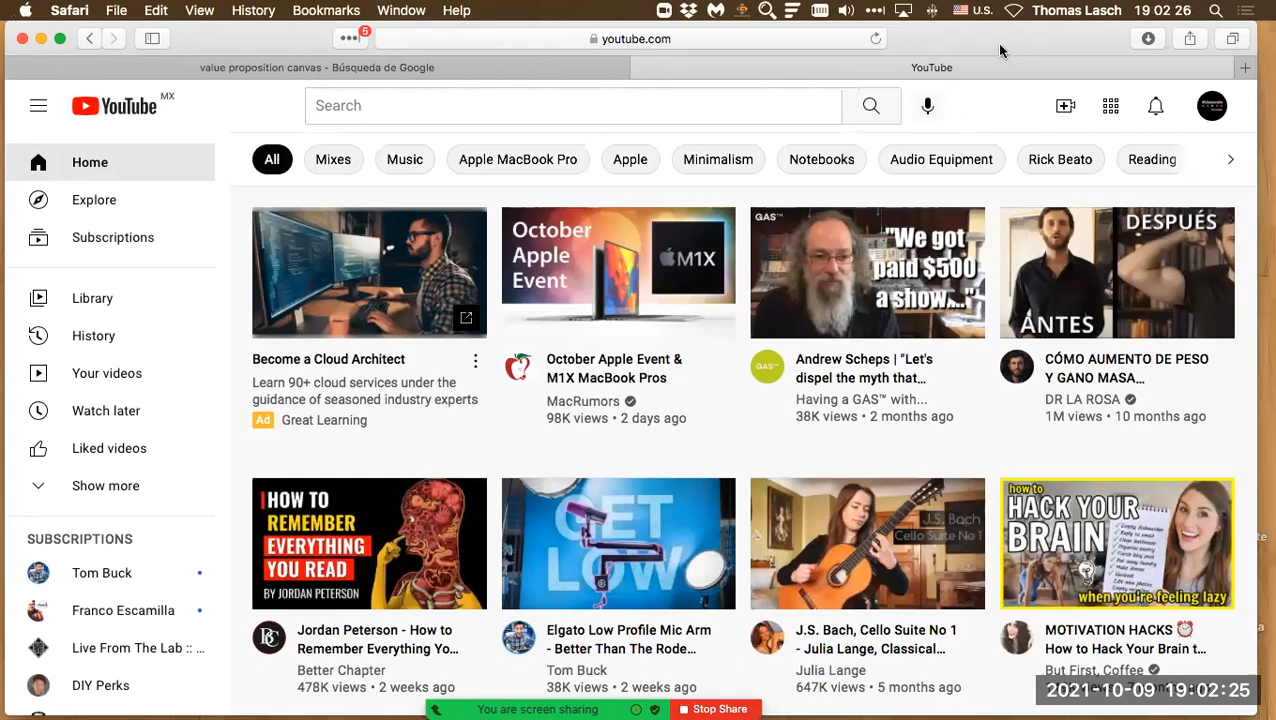 Safari File Edit View History Bookmarks Window Help U.S. Thomas Lasch 19 02 26
5 youtube.com
value proposition canvas - Búsqueda de Google YouTube
YouTube MX Search
All Mixes Music Apple MacBook Pro Apple Minimalism Notebooks Audio Equipment Rick Beato Reading
Home
Explore
Subscriptions
Library
History
Your videos
Watch later
Liked videos
Show more
SUBSCRIPTIONS
Tom Buck
Franco Escamilla
Live From The Lab :: ...
DIY Perks
October
Apple
Event
M1X
GAS™
"We got
paid $500
a show..."
DESPUÉS
ANTES
Become a Cloud Architect
Learn 90+ cloud services under the
guidance of seasoned industry experts
Ad Great Learning
October Apple Event &
M1X MacBook Pros
MacRumors
98K views • 2 days ago
GAS™
Andrew Scheps | "Let's
dispel the myth that...
Having a GAS™ with...
38K views • 2 months ago
CÓMO AUMENTO DE PESO
Y GANO MASA...
DR LA ROSA
1M views • 10 months ago
HOW TO
REMEMBER
EVERYTHING
YOU READ
BY JORDAN PETERSON
GET
LOW
J.S. Bach
Cello Suite No 1
how to
HACK YOUR
BRAIN
when you're feeling lazy
BC
Jordan Peterson - How to
Remember Everything Yo...
Better Chapter
478K views • 2 weeks ago
Elgato Low Profile Mic Arm
- Better Than The Rode...
Tom Buck
38K views • 2 weeks ago
J.S. Bach, Cello Suite No 1
- Julia Lange, Classical...
Julia Lange
647K views • 5 months ago
MOTIVATION HACKS
How to Hack Your Brain t...
But First, Coffee
2021-10-09 19:02:25
You are screen sharing Stop Share